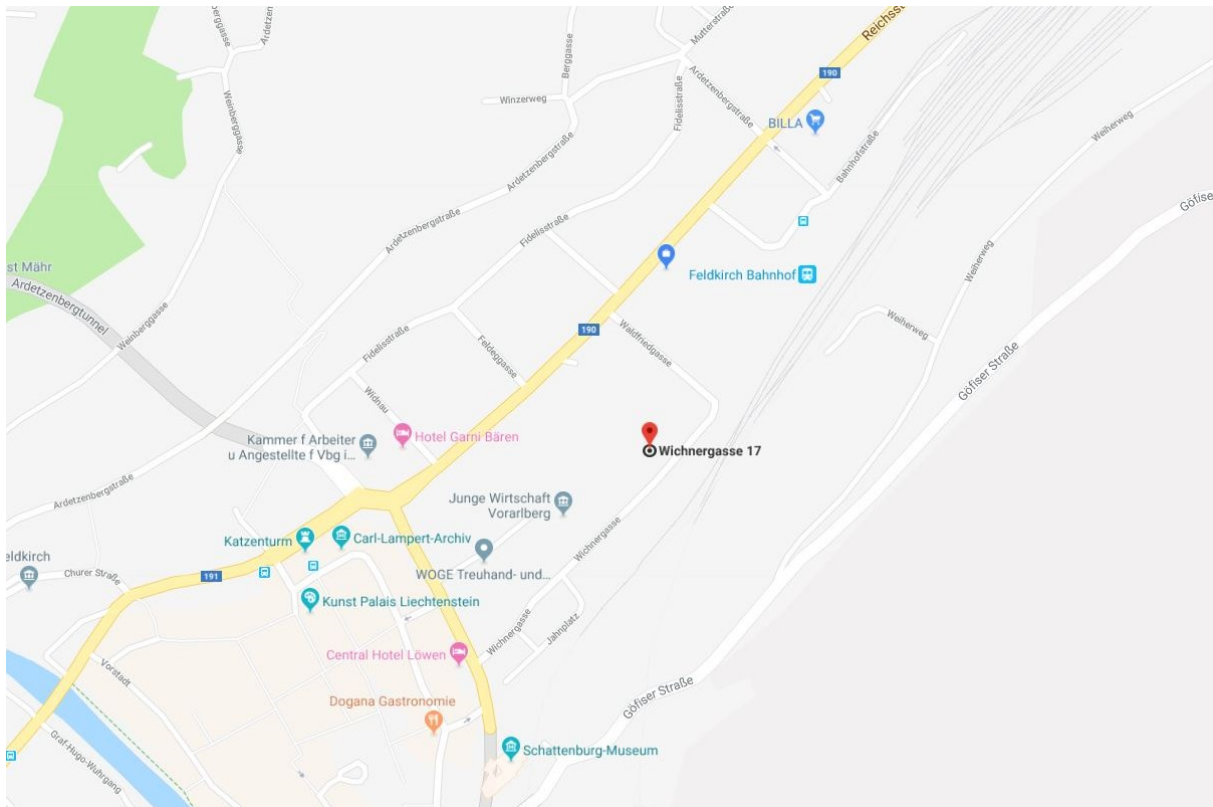 Reichsst
Mutterstraß
Ardetzen
Berggasse
190
Ardetzenbergstraße
Weinberggasse
Winzerweg
Fidelisstraße
BILLA
Weiherweg
Bahnhofstraße
Ardetzenbergstraße
Göfise
Ardetzenbergstraße
Fidelisstraße
Weiherweg
st Mähr
Ardetzenbergtunnel
Feldkirch Bahnhof
Weinberggasse
Weiherweg
190
Waldfriedgasse
Fidelisstraße
Feldeggasse
Göfiser Straße
Widnau
Hotel Garni Bären
Kammer f Arbeiter
u Angestellte f Vbg i...
Wichnergasse 17
Ardetzenbergstraße
Junge Wirtschaft
Vorarlberg
Katzenturm
Carl-Lampert-Archiv
Wichnergasse
eldkirch
Churer Straße
191
WOGE Treuhand- und...
Kunst Palais Liechtenstein
Wichnergasse
Jahnplatz
Central Hotel Löwen
Vorstadt
Göfiser Straße
Dogana Gastronomie
Graf-Hugo-Wuhrgang
Schattenburg-Museum